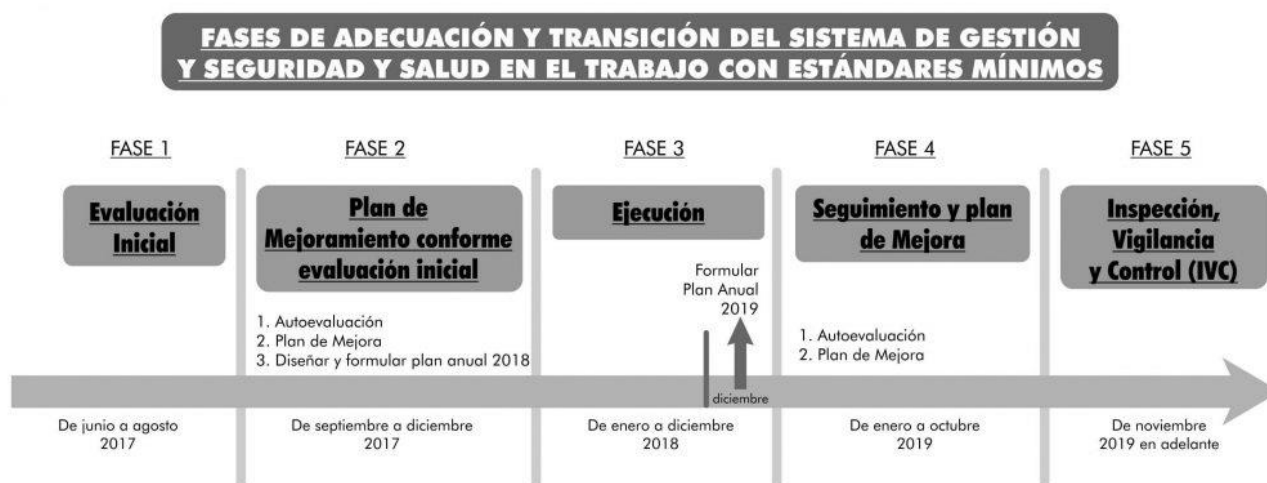 FASES DE ADECUACIÓN Y TRANSICIÓN DEL SISTEMA DE GESTIÓN
Y SEGURIDAD Y SALUD EN EL TRABAJO CON ESTÁNDARES MÍNIMOS
FASE 1
Evaluación
Inicial
De junio a agosto
2017
FASE 2
Plan de
Mejoramiento conforme
evaluación inicial
1. Autoevaluación
2. Plan de Mejora
3. Diseñar y formular plan anual 2018
De septiembre a diciembre
2017
FASE 3
Ejecución
Formular
Plan Anual
2019
diciembre
De enero a diciembre
2018
FASE 4
Seguimiento y plan
de Mejora
1. Autoevaluación
2. Plan de Mejora
De enero a octubre
2019
FASE 5
Inspección,
Vigilancia
y Control (IVC)
De noviembre
2019 en adelante